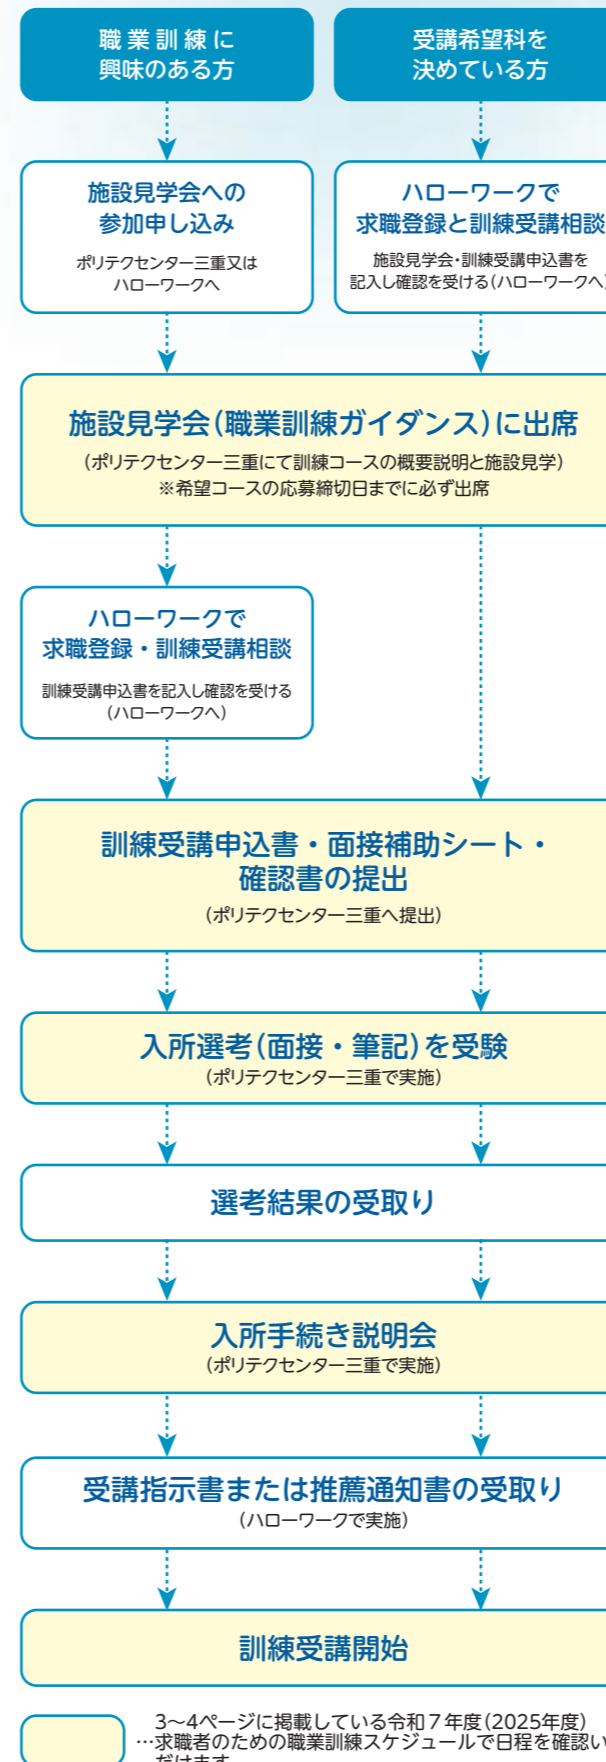 職業訓練に
興味のある方
受講希望科を
決めている方
施設見学会への
参加申し込み
ポリテクセンター三重又は
ハローワークへ
ハローワークで
求職登録と訓練受講相談
施設見学会・訓練受講申込書を
記入し確認を受ける(ハローワークへ)
施設見学会(職業訓練ガイダンス)に出席
(ポリテクセンター三重にて訓練コースの概要説明と施設見学)
※希望コースの応募締切日までに必ず出席
ハローワークで
求職登録・訓練受講相談
訓練受講申込書を記入し確認を受ける
(ハローワークへ)
訓練受講申込書・面接補助シート・
確認書の提出
(ポリテクセンター三重へ提出)
入所選考(面接・筆記)を受験
(ポリテクセンター三重で実施)
選考結果の受取り
入所手続き説明会
(ポリテクセンター三重で実施)
受講指示書または推薦通知書の受取り
(ハローワークで実施)
訓練受講開始
3～4ページに掲載している令和7年度(2025年度)
…求職者のための職業訓練スケジュールで日程を確認い
だけます